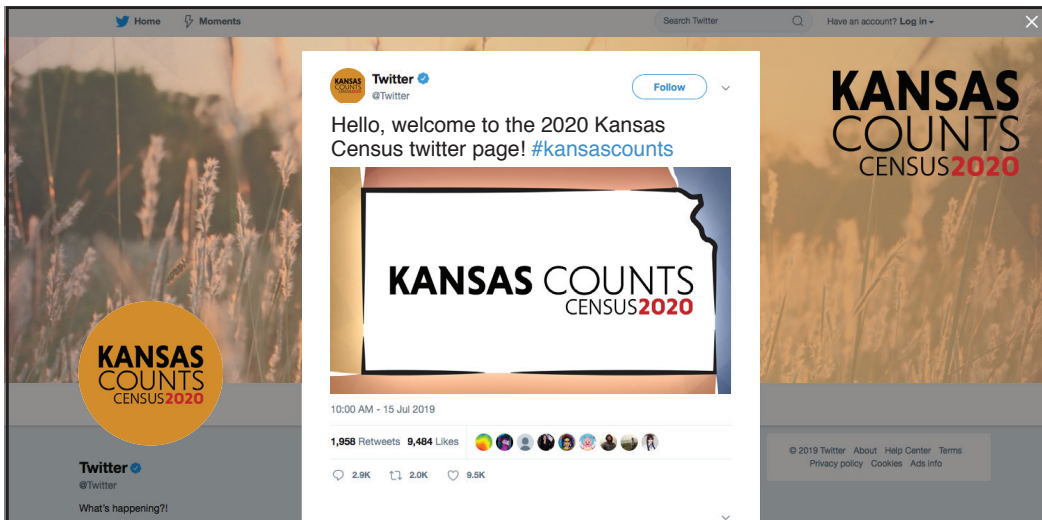 Home
Moments
Search Twitter
Have an account? Log in
KANSAS
COUNTS
CENSUS2020
KANSAS
COUNTS
Twitter
@Twitter
Follow
Hello, welcome to the 2020 Kansas
Census twitter page! #kansascounts
KANSAS COUNTS
CENSUS2020
10:00 AM - 15 Jul 2019
1,958 Retweets 9,484 Likes
2.9K 2.0K 9.5K
KANSAS
COUNTS
CENSUS2020
Twitter
@Twitter
What's happening?!
© 2019 Twitter About Help Center Terms
Privacy policy Cookies Ads info